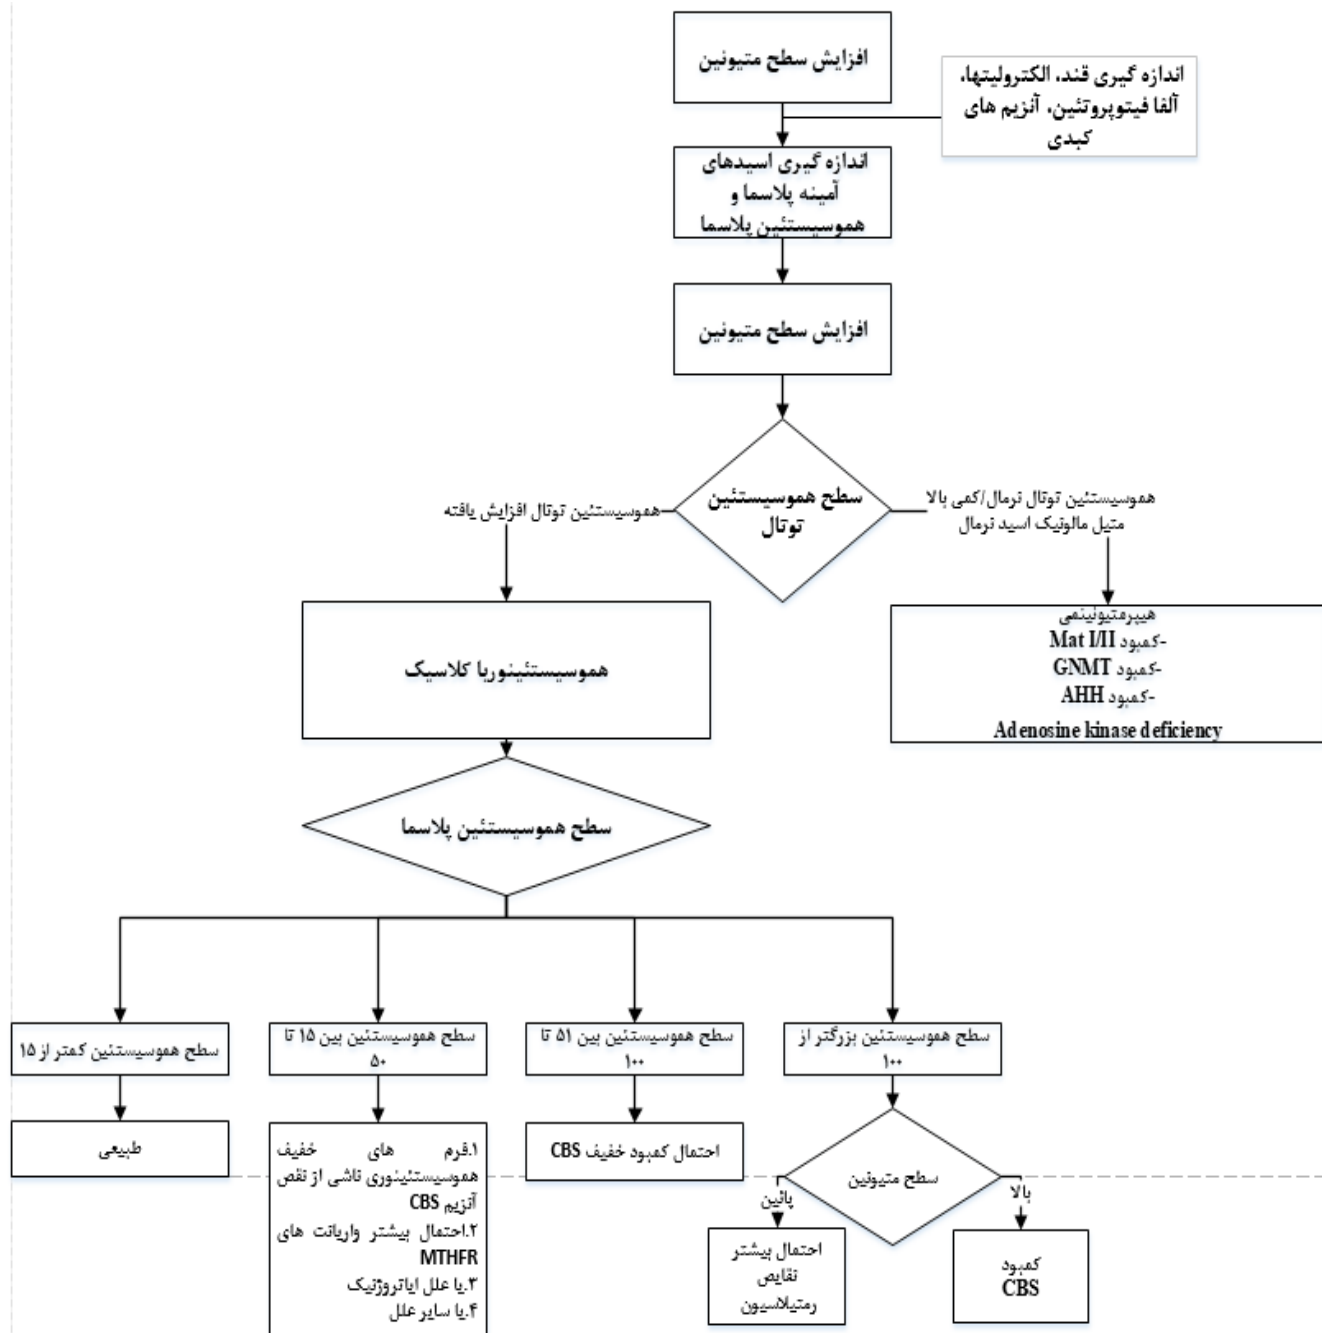 افزایش سطح متیونین
اندازه گیری قند، الکترولیتها،
آلفا فیتوپروتئین، آنزیم های
کبدی
اندازه گیری اسیدهای
آمینه پلاسما و
هموسیستئین پلاسما
افزایش سطح متیونین
سطح هموسیستئین
توتال
هموسیستئین توتال نرمال/کمی بالا
متیل مالونیک اسید نرمال
هموسیستئین توتال افزایش یافته
هیپرمتیونینمی
-کمبود Mat I/II
-کمبود GNMT
-کمبود AHH
Adenosine kinase deficiency
هموسیستئینوریا کلاسیک
سطح هموسیستئین پلاسما
سطح هموسیستئین بزرگتر از
۱۰۰
سطح هموسیستئین بین ۵۱ تا
۱۰۰
سطح هموسیستئین بین ۱۵ تا
۵۰
سطح هموسیستئین کمتر از ۱۵
سطح متیونین
بالا
پائین
کمبود
CBS
احتمال بیشتر
نقایص
رمتیلاسیون
احتمال کمبود خفیف CBS
۱.فرم های خفیف
هموسیستئینوری ناشی از نقص
آنزیم CBS
۲.احتمال بیشتر واریانت های
MTHFR
۳.یا علل ایاتروژنیک
۴.یا سایر علل
طبیعی